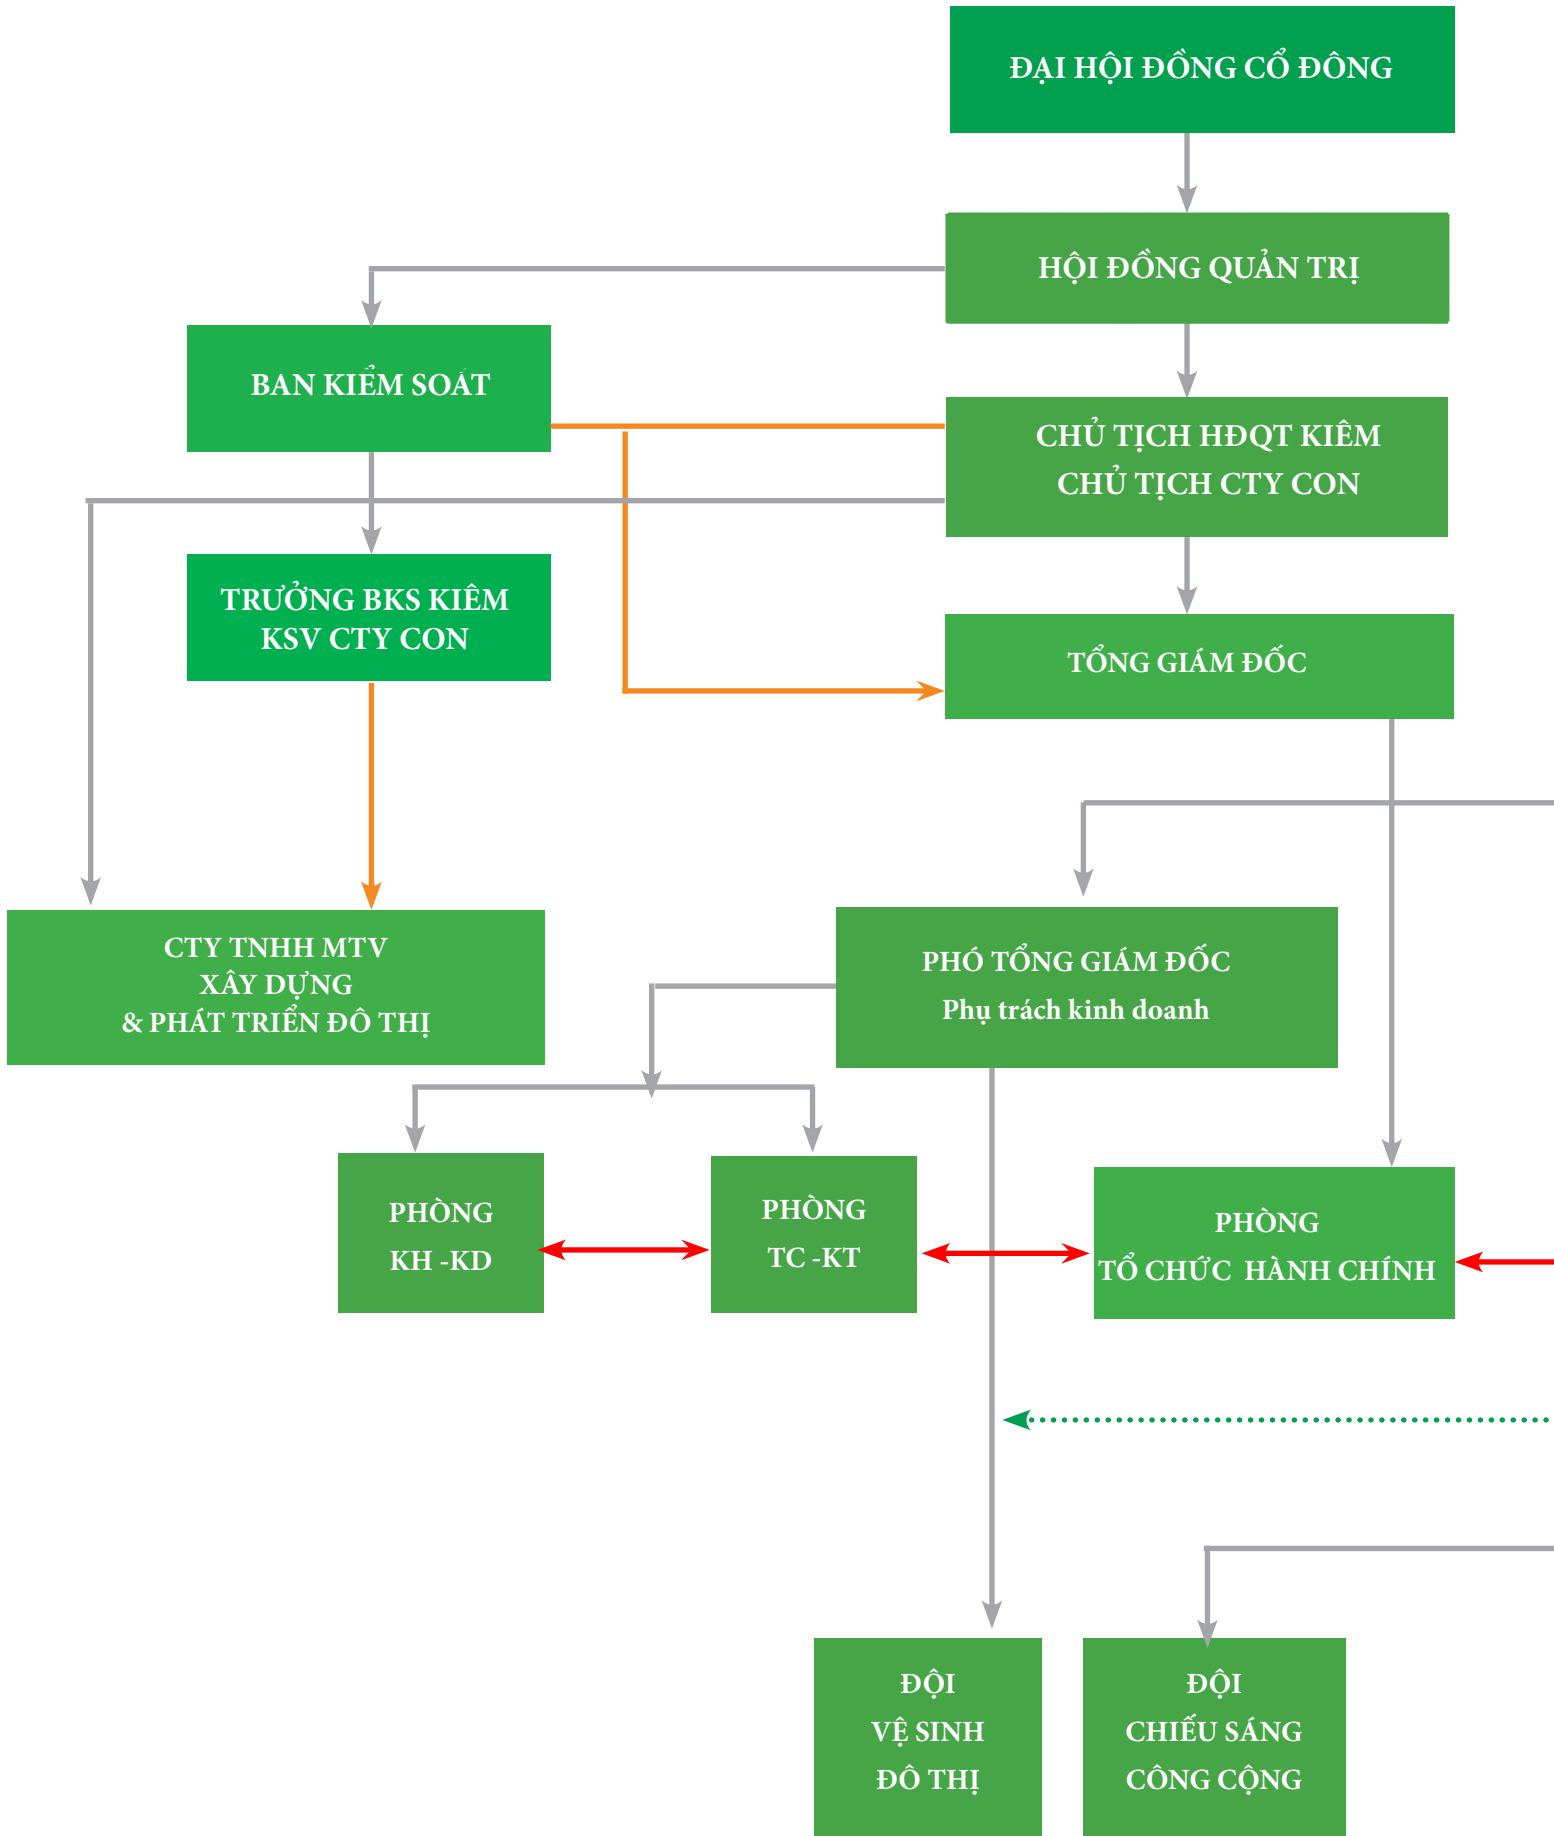 ĐẠI HỘI ĐỒNG CỔ ĐÔNG
HỘI ĐỒNG QUẢN TRỊ
BAN KIỂM SOÁT
CHỦ TỊCH HĐQT KIÊM
CHỦ TỊCH CTY CON
TRƯỞNG BKS KIÊM
KSV CTY CON
TỔNG GIÁM ĐỐC
CTY TNHH MTV
XÂY DỰNG
& PHÁT TRIỂN ĐÔ THỊ
PHÓ TỔNG GIÁM ĐỐC
Phụ trách kinh doanh
PHÒNG
KH -KD
PHÒNG
TC -KT
PHÒNG
TỔ CHỨC HÀNH CHÍNH
ĐỘI
VỆ SINH
ĐÔ THỊ
ĐỘI
CHIẾU SÁNG
CÔNG CỘNG